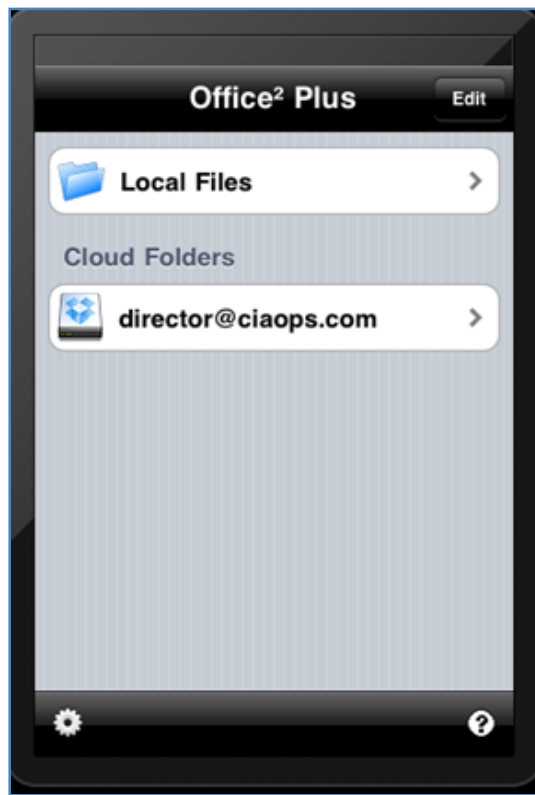 Office² Plus
Edit
Local Files
Cloud Folders
director@ciaops.com
?